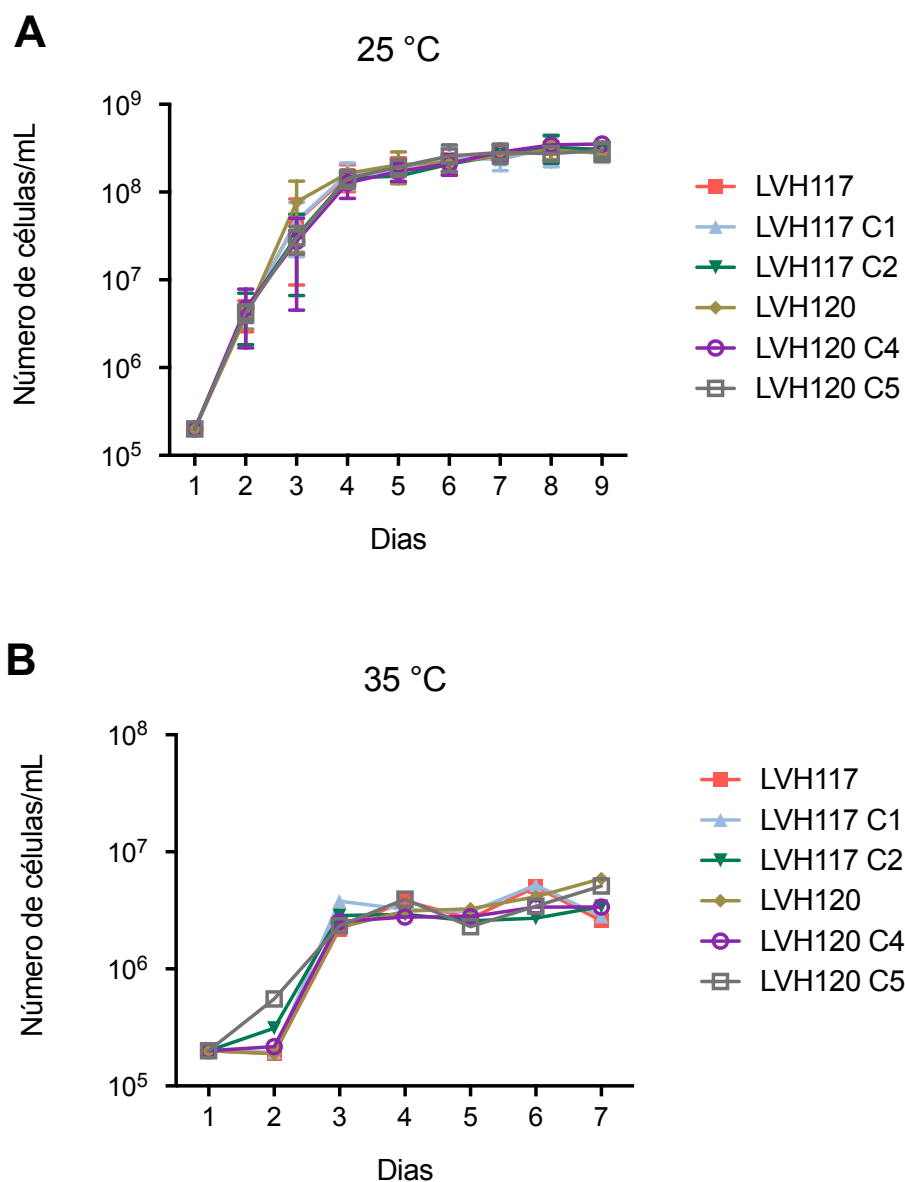 A
25 °C
Número de células/mL
10⁹
10⁸
10⁷
10⁶
10⁵
1 2 3 4 5 6 7 8 9
Dias
LVH117
LVH117 C1
LVH117 C2
LVH120
LVH120 C4
LVH120 C5
B
35 °C
Número de células/mL
10⁸
10⁷
10⁶
10⁵
1 2 3 4 5 6 7
Dias
LVH117
LVH117 C1
LVH117 C2
LVH120
LVH120 C4
LVH120 C5